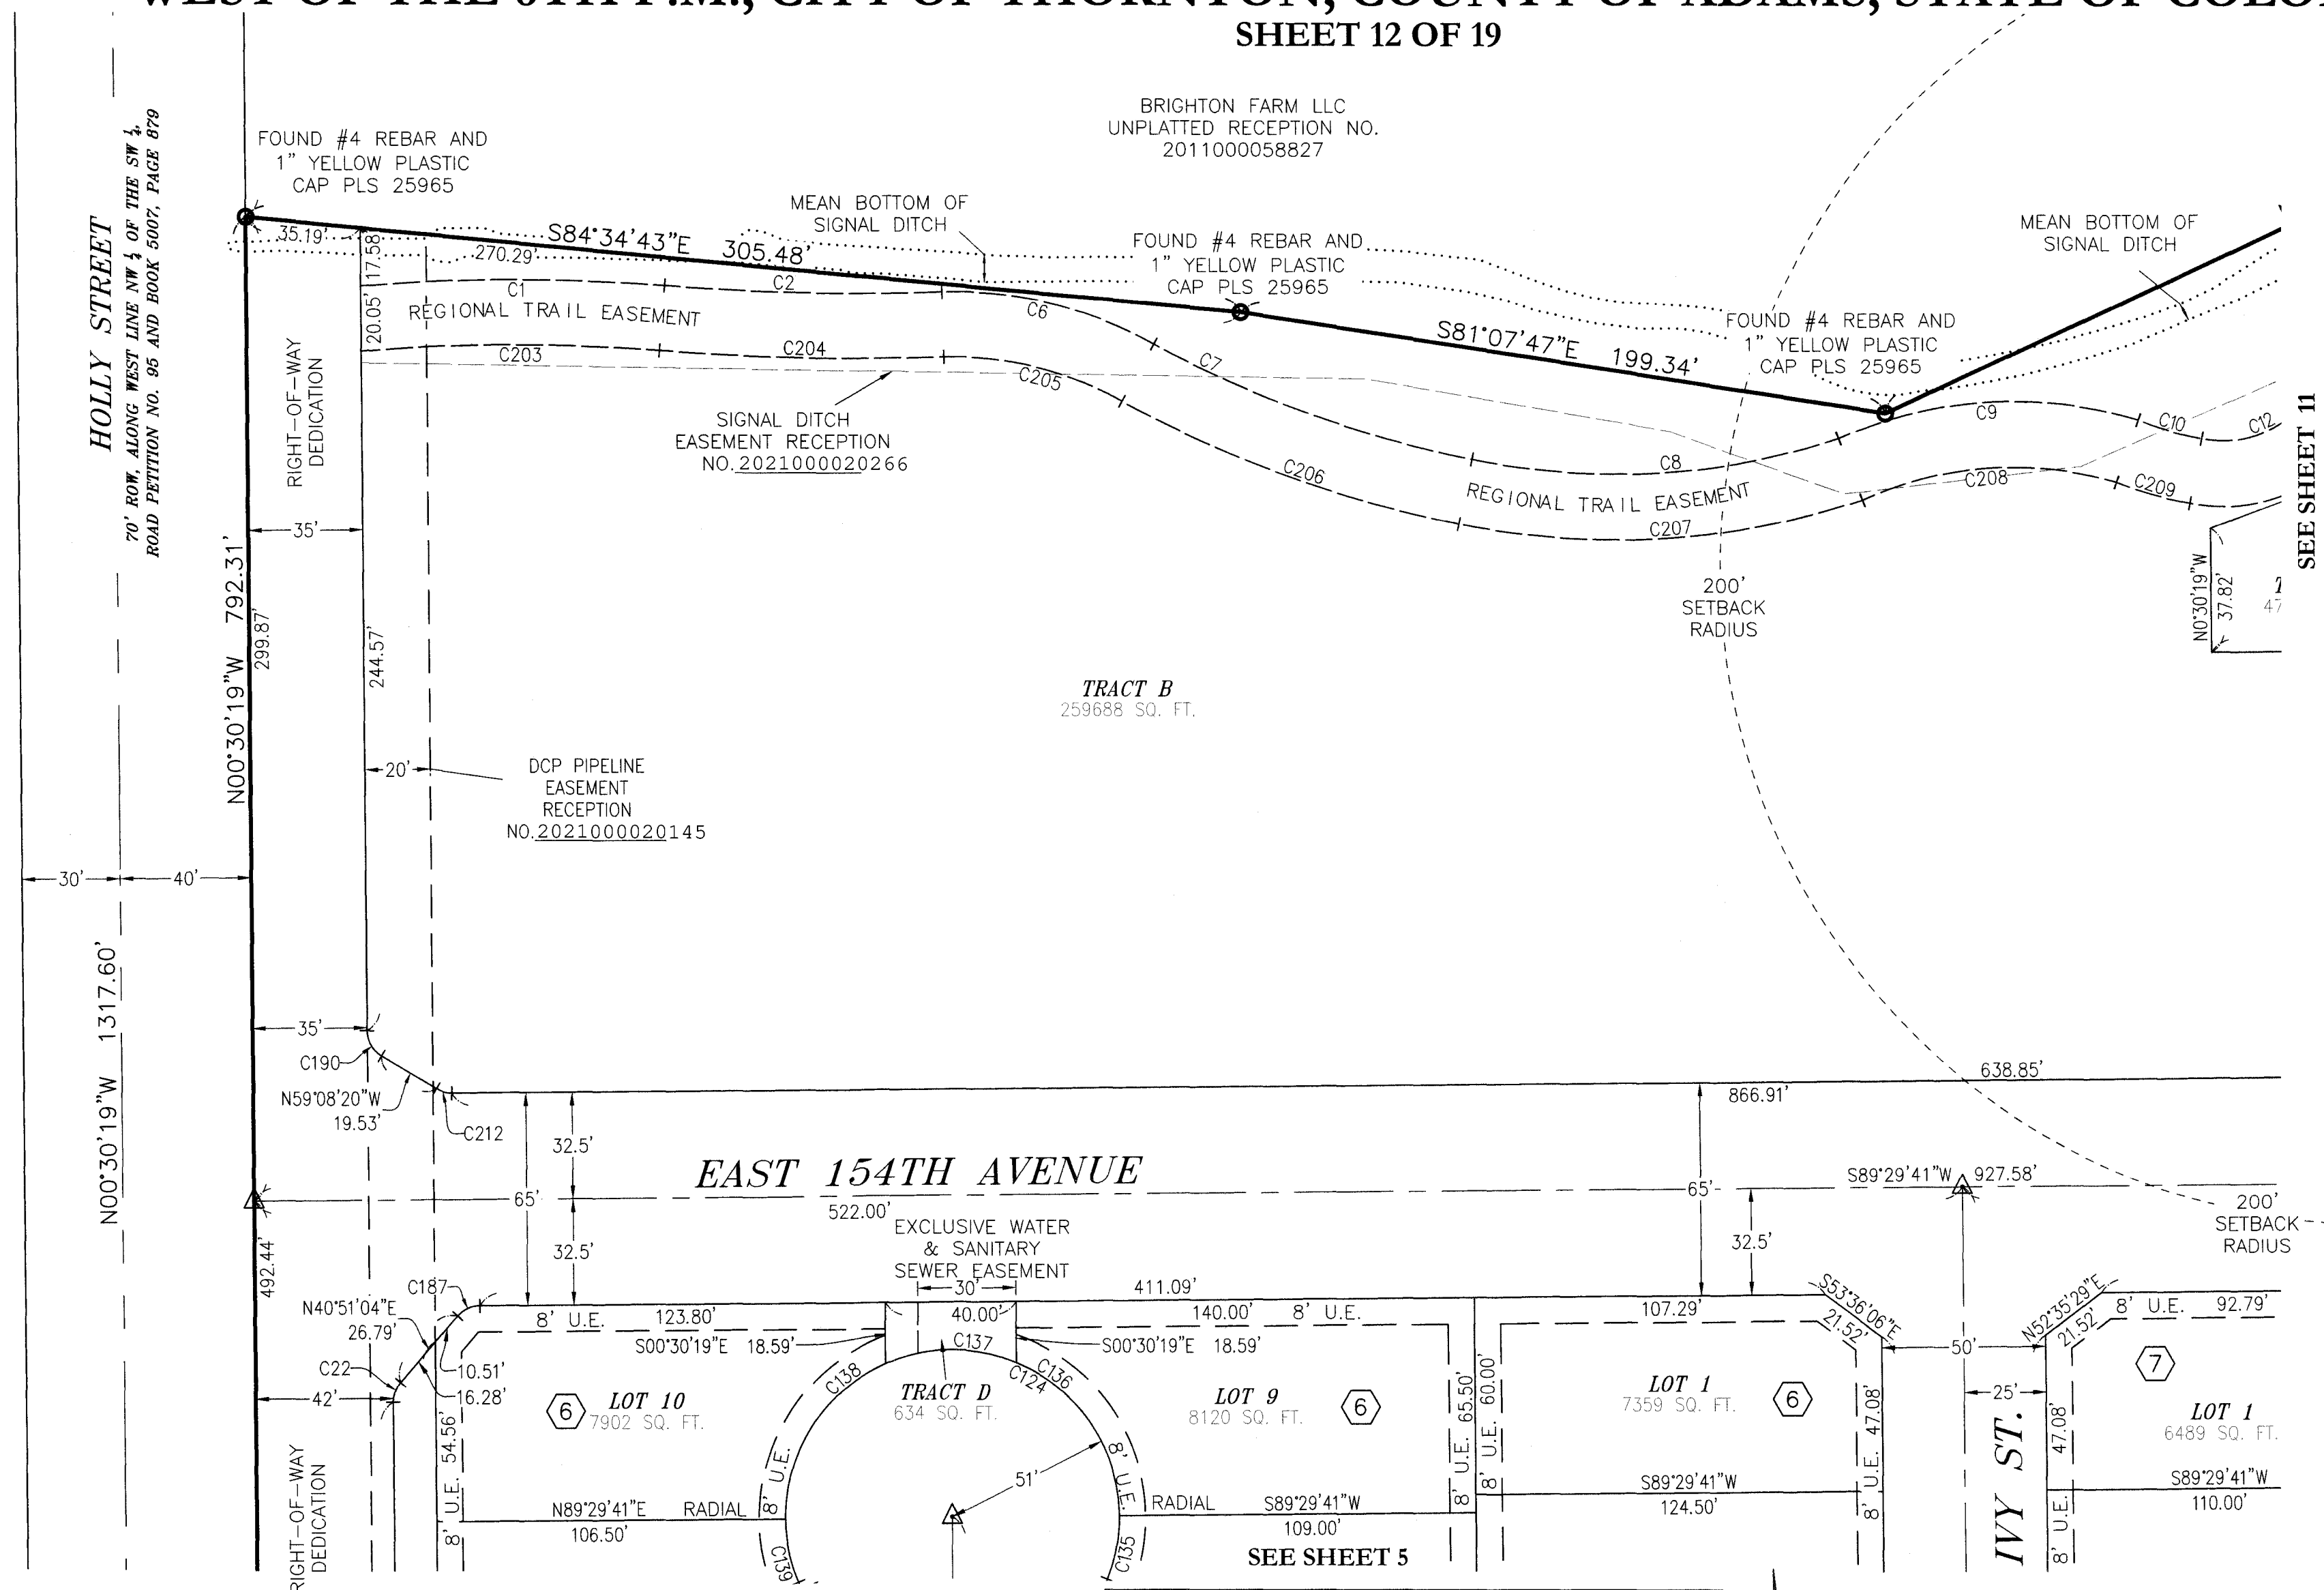 SHEET 12 OF 19
BRIGHTON FARM LLC
UNPLATTED RECEPTION NO.
2011000058827
FOUND #4 REBAR AND
1" YELLOW PLASTIC
CAP PLS 25965
HOLLY STREET
70' ROW, ALONG WEST LINE NW ¼ OF THE SW ¼,
ROAD PETITION NO. 95 AND BOOK 5007, PAGE 879
MEAN BOTTOM OF
SIGNAL DITCH
FOUND #4 REBAR AND
1" YELLOW PLASTIC
CAP PLS 25965
MEAN BOTTOM OF
SIGNAL DITCH
FOUND #4 REBAR AND
1" YELLOW PLASTIC
CAP PLS 25965
35.19'
S84°34'43"E 305.48'
270.29'
17.58'
20.05'
C1
C2
C6
C7
S81°07'47"E 199.34'
C8
C9
C10
C12
REGIONAL TRAIL EASEMENT
C203
C204
C205
C206
C207
C208
C209
REGIONAL TRAIL EASEMENT
SEE SHEET 11
RIGHT-OF-WAY
DEDICATION
SIGNAL DITCH
EASEMENT RECEPTION
NO. 2021000020266
35'
N00°30'19"W 792.31'
299.87'
244.57'
200'
SETBACK
RADIUS
N0°30'19"W
37.82'
47
TRACT B
259688 SQ. FT.
20'
DCP PIPELINE
EASEMENT
RECEPTION
NO. 2021000020145
30'
40'
N00°30'19"W 1317.60'
35'
C190
N59°08'20"W
19.53'
C212
638.85'
866.91'
32.5'
EAST 154TH AVENUE
65'
65'
S89°29'41"W 927.58'
522.00'
32.5'
32.5'
200'
SETBACK
RADIUS
EXCLUSIVE WATER
& SANITARY
SEWER EASEMENT
30'
492.44'
C187
N40°51'04"E
26.79'
C22
10.51'
16.28'
42'
8' U.E.
123.80'
40.00'
411.09'
140.00'
8' U.E.
107.29'
S53°36'06"E
21.52'
N52°35'29"E
21.52'
8' U.E.
92.79'
S00°30'19"E 18.59'
C137
S00°30'19"E 18.59'
50'
C138
C136
C124
6
LOT 10
7902 SQ. FT.
TRACT D
634 SQ. FT.
LOT 9
8120 SQ. FT.
6
LOT 1
7359 SQ. FT.
6
7
25'
LOT 1
6489 SQ. FT.
8' U.E. 54.56'
8' U.E.
51'
8' U.E.
8' U.E. 65.50'
8' U.E. 60.00'
8' U.E. 47.08'
IVY ST.
47.08'
8' U.E.
RIGHT-OF-WAY
DEDICATION
N89°29'41"E RADIAL
106.50'
RADIAL S89°29'41"W
109.00'
S89°29'41"W
124.50'
S89°29'41"W
110.00'
C139
C135
SEE SHEET 5